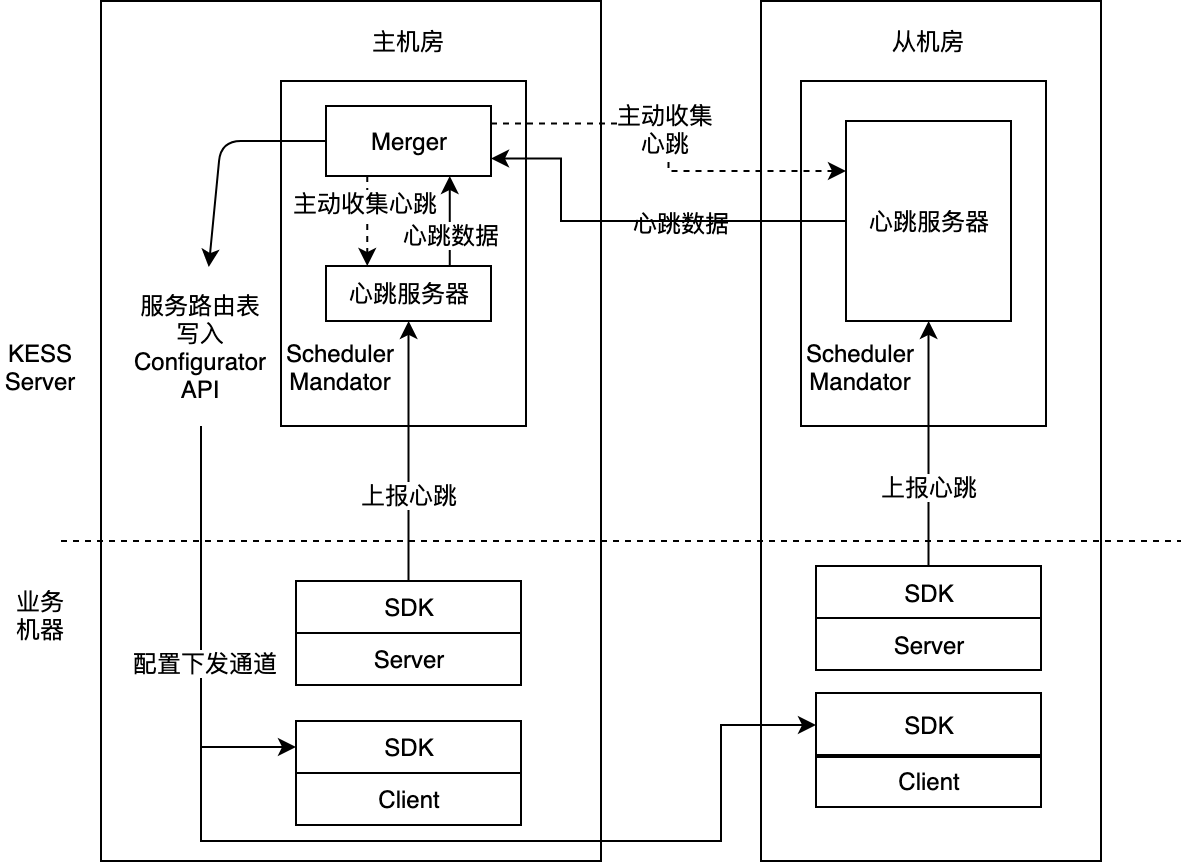 主机房
从机房
Merger
主动收集
心跳
主动收集心跳
心跳数据
心跳数据
心跳服务器
心跳服务器
服务路由表
写入
Configurator
API
KESS
Server
Scheduler
Mandator
Scheduler
Mandator
上报心跳
上报心跳
业务
机器
SDK
Server
SDK
Server
配置下发通道
SDK
Client
SDK
Client